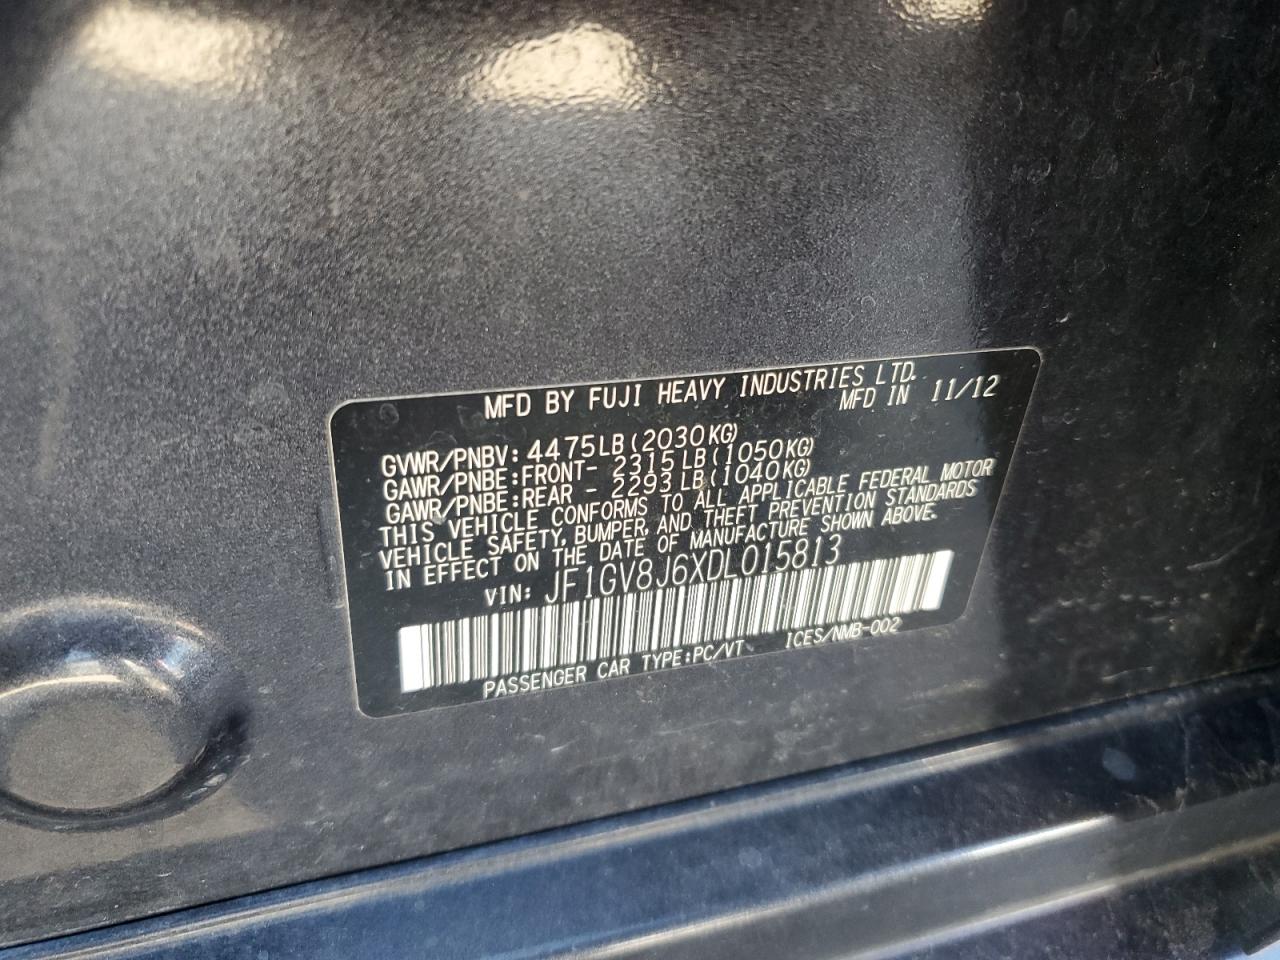 MFD BY FUJI HEAVY INDUSTRIES LTD.
MFD IN 11/12
GVWR/PNBV: 4475LB(2030KG)
GAWR/PNBE:FRONT- 2315LB(1050KG)
GAWR/PNBE:REAR - 2293LB(1040KG)
THIS VEHICLE CONFORMS TO ALL APPLICABLE FEDERAL MOTOR
VEHICLE SAFETY, BUMPER, AND THEFT PREVENTION STANDARDS
IN EFFECT ON THE DATE OF MANUFACTURE SHOWN ABOVE.
VIN: JF1GV8J6XDL015813
PASSENGER CAR TYPE:PC/VT ICES/NMB-002